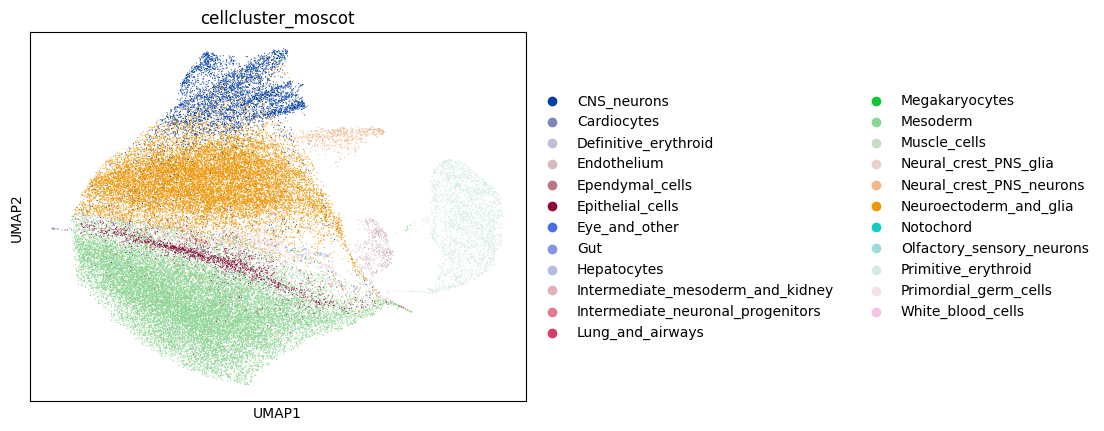 cellcluster_moscot
UMAP2
UMAP1
CNS_neurons
Cardiocytes
Definitive_erythroid
Endothelium
Ependymal_cells
Epithelial_cells
Eye_and_other
Gut
Hepatocytes
Intermediate_mesoderm_and_kidney
Intermediate_neuronal_progenitors
Lung_and_airways
Megakaryocytes
Mesoderm
Muscle_cells
Neural_crest_PNS_glia
Neural_crest_PNS_neurons
Neuroectoderm_and_glia
Notochord
Olfactory_sensory_neurons
Primitive_erythroid
Primordial_germ_cells
White_blood_cells